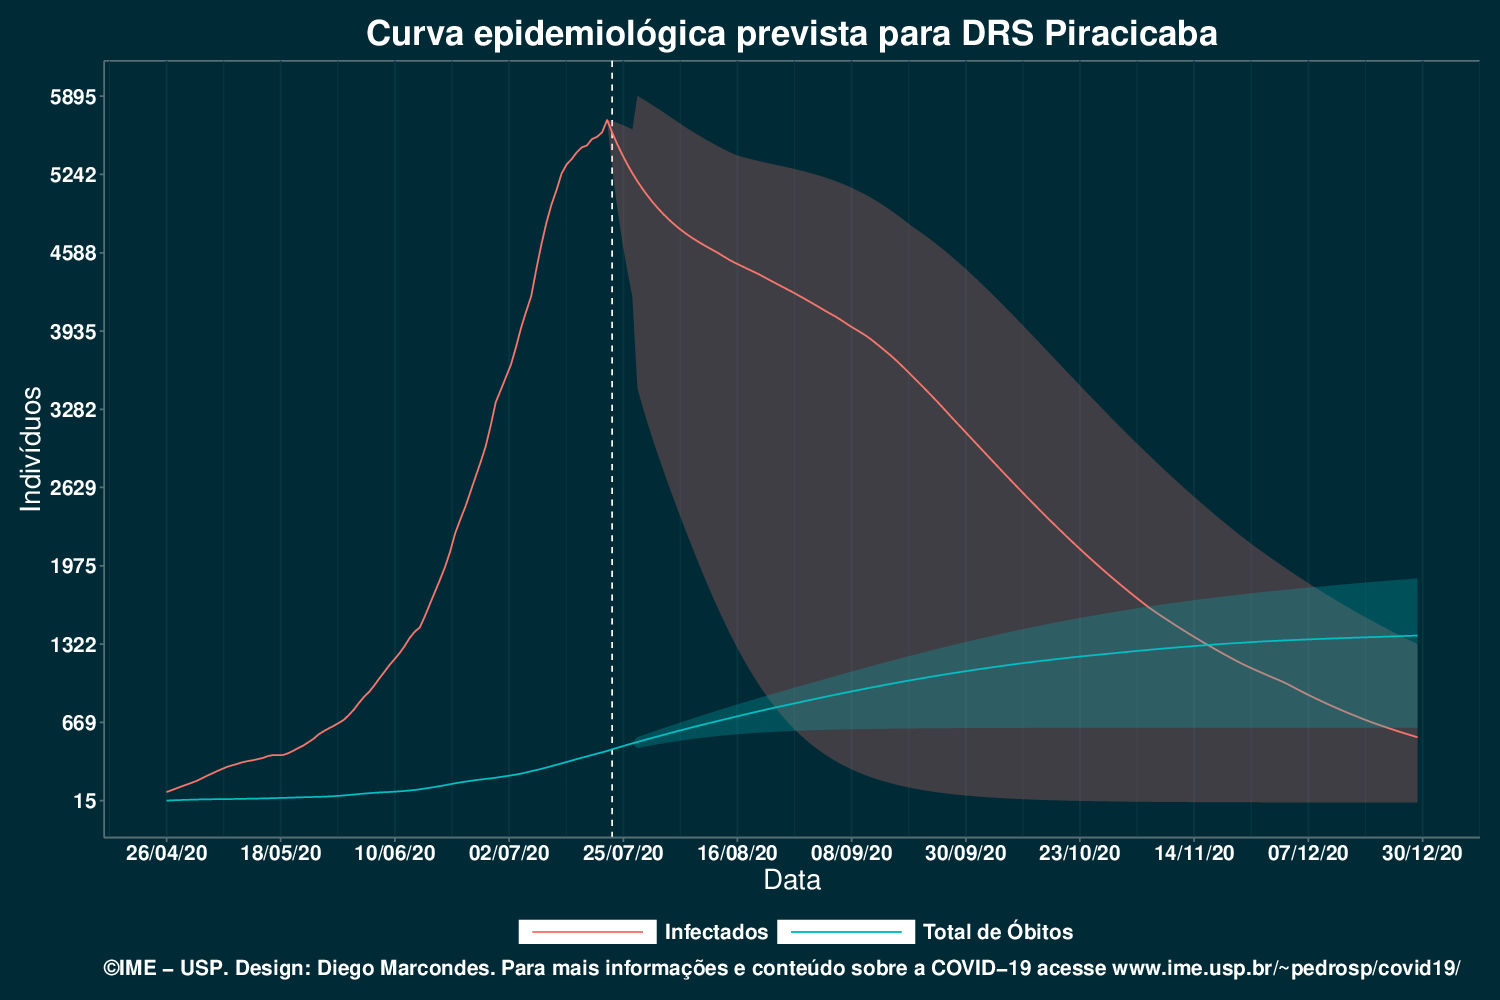 Curva epidemiológica prevista para DRS Piracicaba
Indivíduos
5895
5242
4588
3935
3282
2629
1975
1322
669
15
26/04/20 18/05/20 10/06/20 02/07/20 25/07/20 16/08/20 08/09/20 30/09/20 23/10/20 14/11/20 07/12/20 30/12/20
Data
Infectados Total de Óbitos
©IME − USP. Design: Diego Marcondes. Para mais informações e conteúdo sobre a COVID−19 acesse www.ime.usp.br/~pedrosp/covid19/